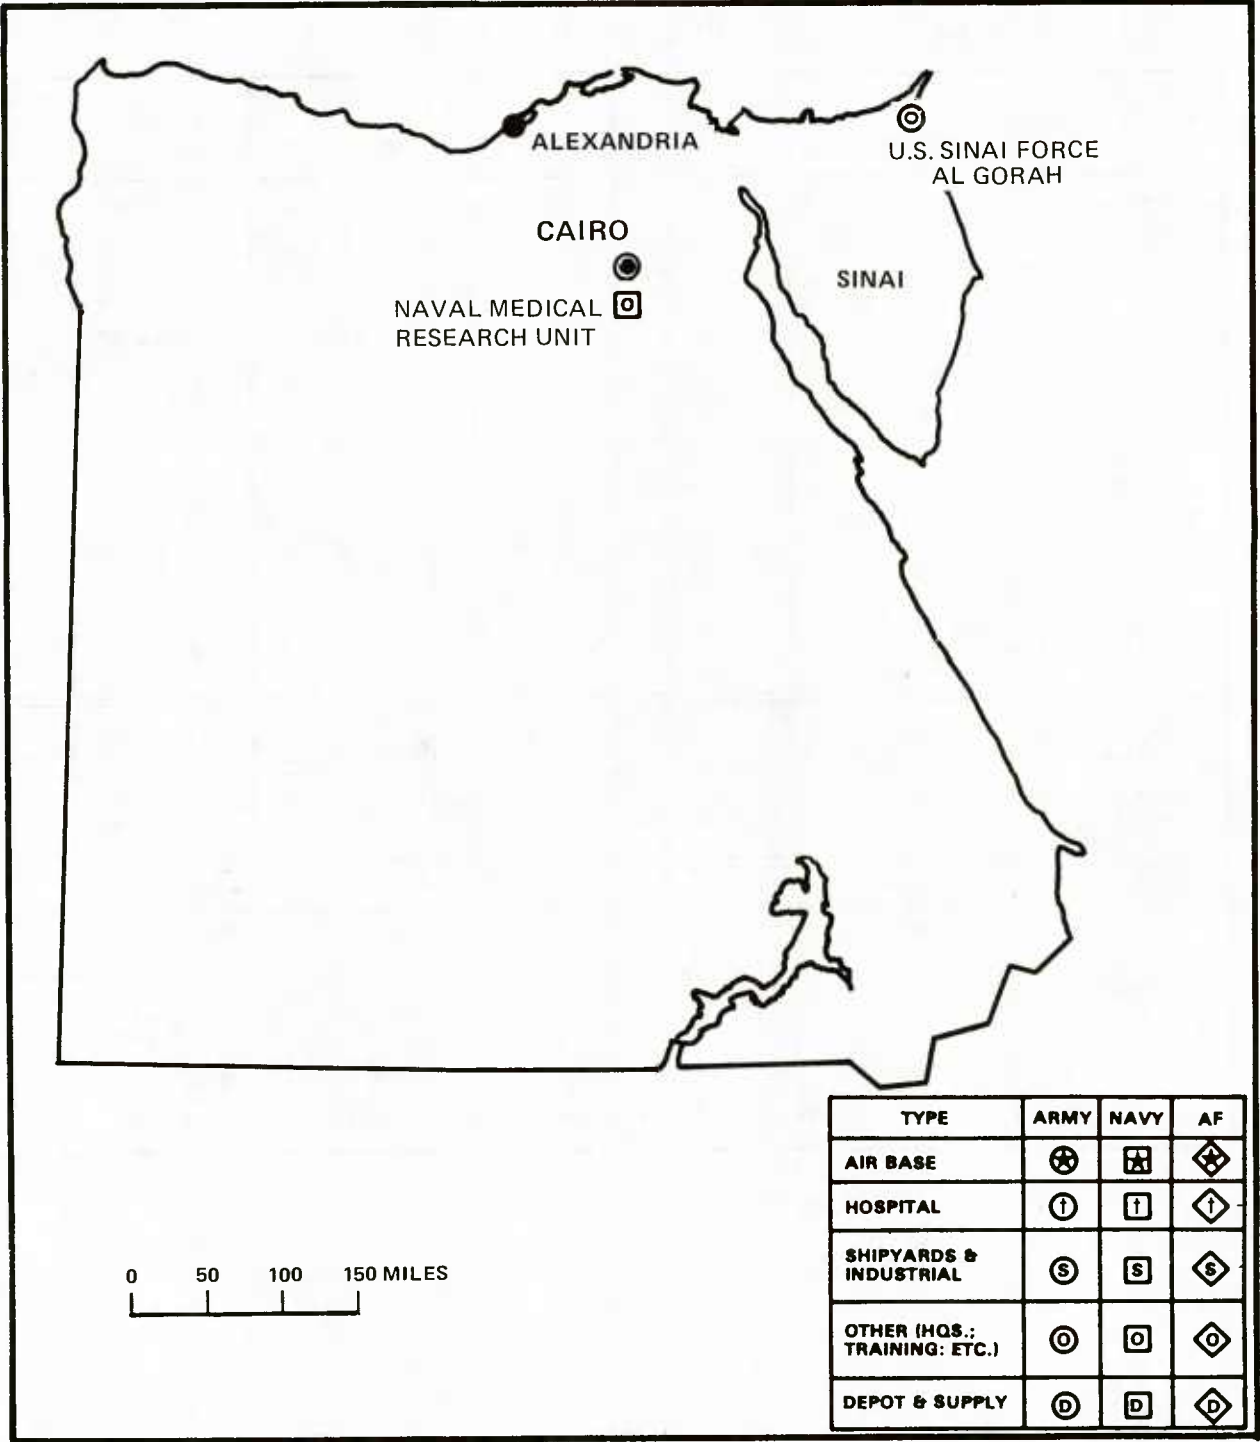 ALEXANDRIA
U.S. SINAI FORCE
AL GORAH
CAIRO
SINAI
NAVAL MEDICAL
RESEARCH UNIT
O
O
TYPE ARMY NAVY AF
AIR BASE
HOSPITAL † † †
SHIPYARDS &
INDUSTRIAL S S S
OTHER (HQS.;
TRAINING: ETC.) O O O
DEPOT & SUPPLY D D D
0 50 100 150 MILES